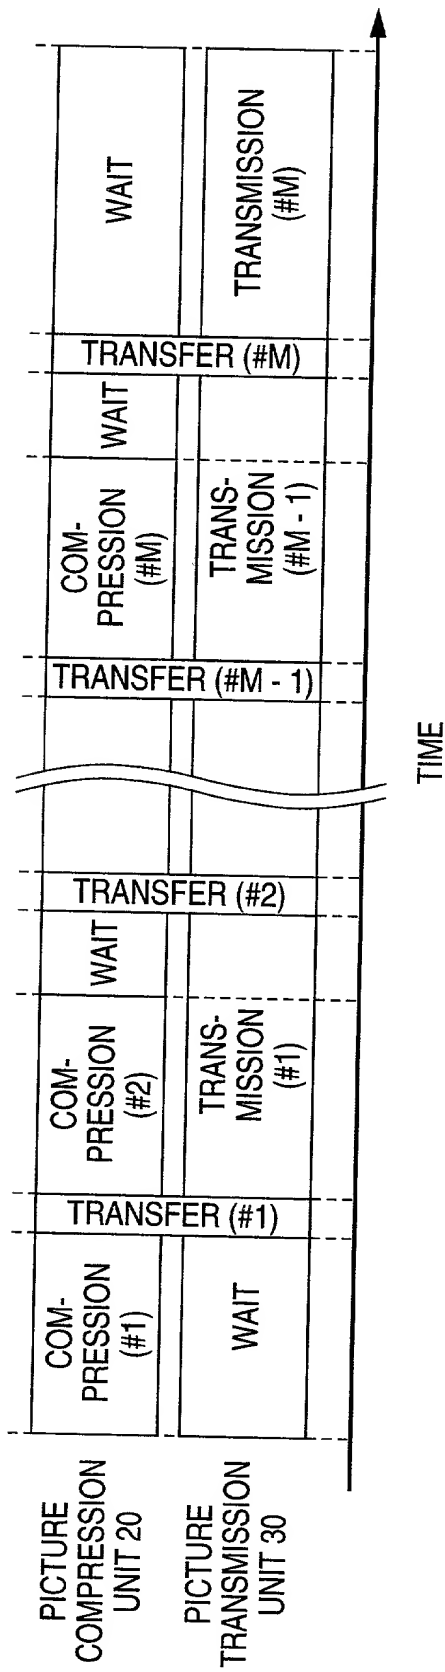 PICTURE
COMPRESSION
UNIT 20
COM-
PRESSION
(#1)
TRANSFER (#1)
COM-
PRESSION
(#2)
WAIT
TRANSFER (#2)
TRANSFER (#M - 1)
COM-
PRESSION
(#M)
WAIT
TRANSFER (#M)
WAIT
PICTURE
TRANSMISSION
UNIT 30
WAIT
TRANS-
MISSION
(#1)
TRANS-
MISSION
(#M - 1)
TRANSMISSION
(#M)
TIME